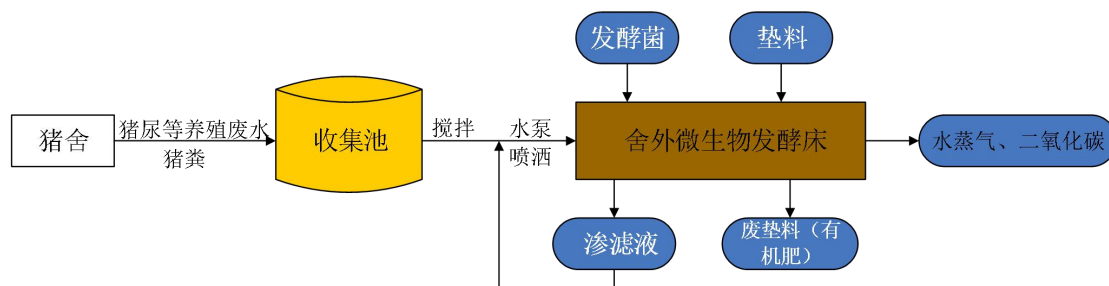 发酵菌
垫料
猪舍
猪尿等养殖废水
猪粪
收集池
搅拌
水泵
喷洒
舍外微生物发酵床
水蒸气、二氧化碳
渗滤液
废垫料（有
机肥）